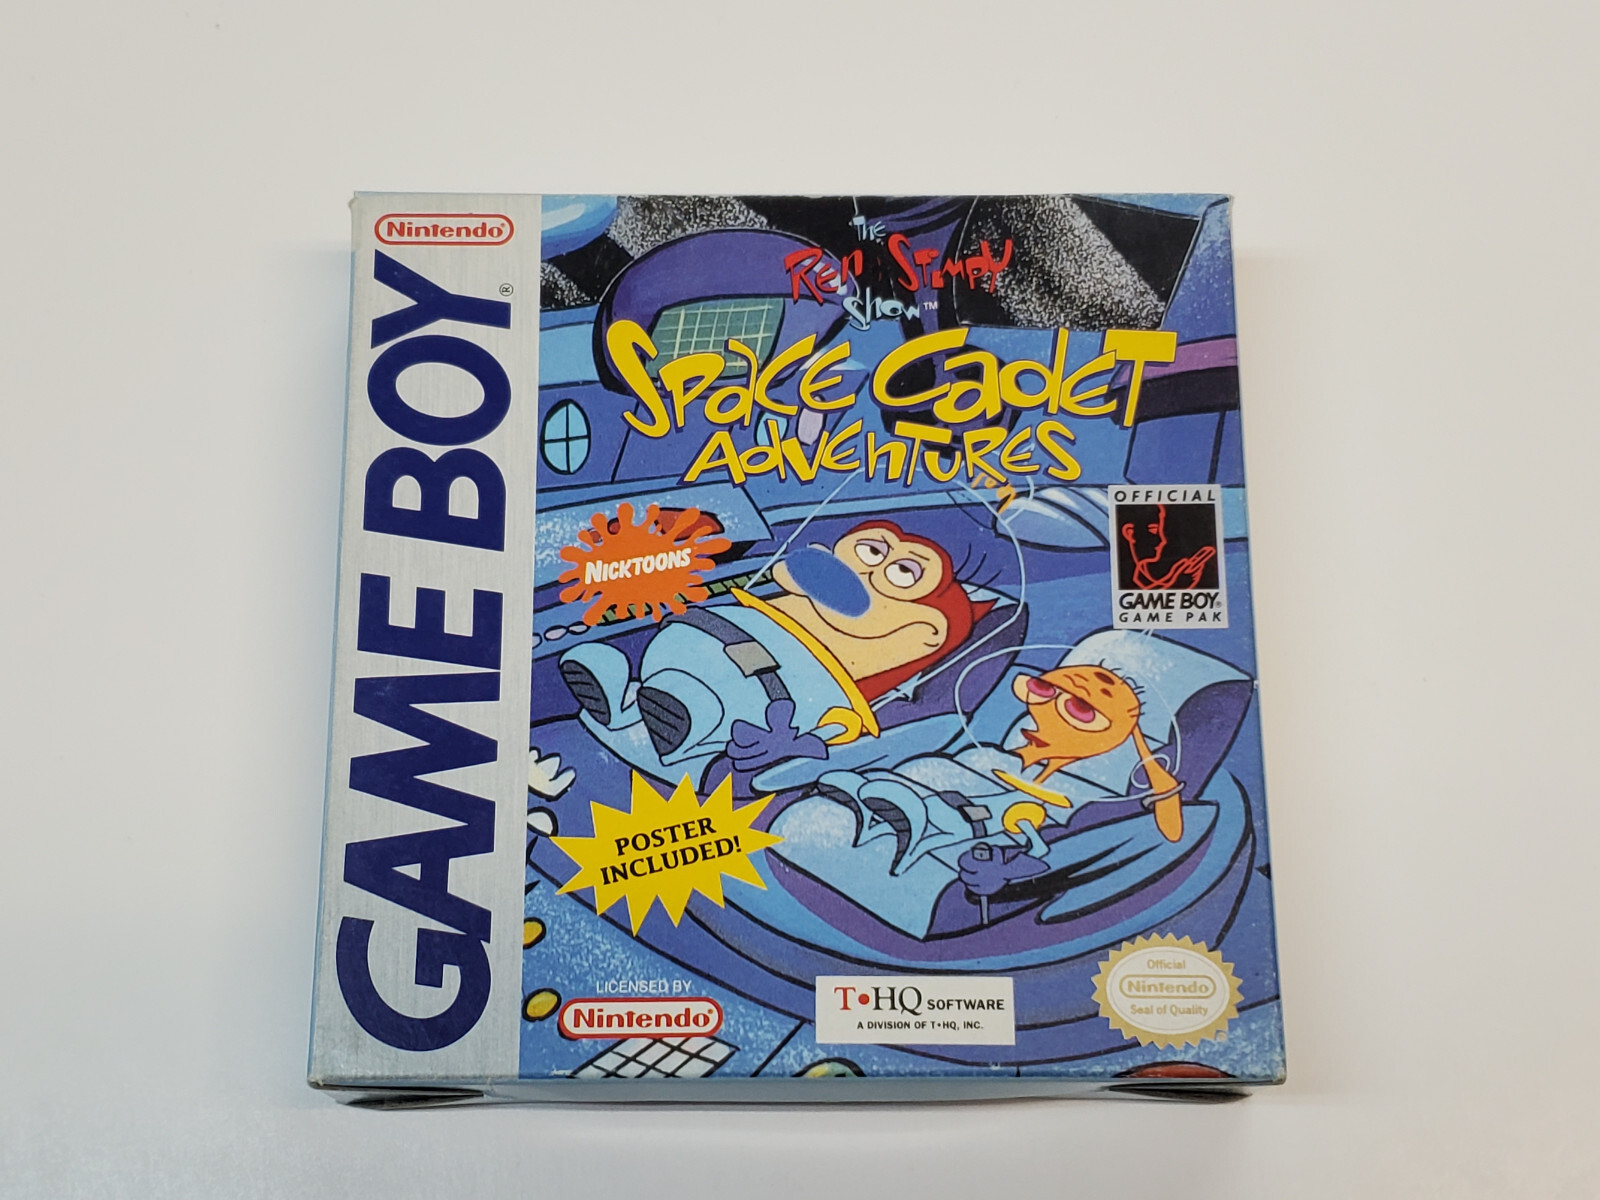 Nintendo®
GAME BOY®
The
Ren Stimpy
Show™
Space Cadet
Adventures
NICKTOONS
OFFICIAL
GAME BOY®
GAME PAK
POSTER
INCLUDED!
LICENSED BY
Nintendo®
T•HQ SOFTWARE
A DIVISION OF T•HQ, INC.
Official
Nintendo
Seal of Quality